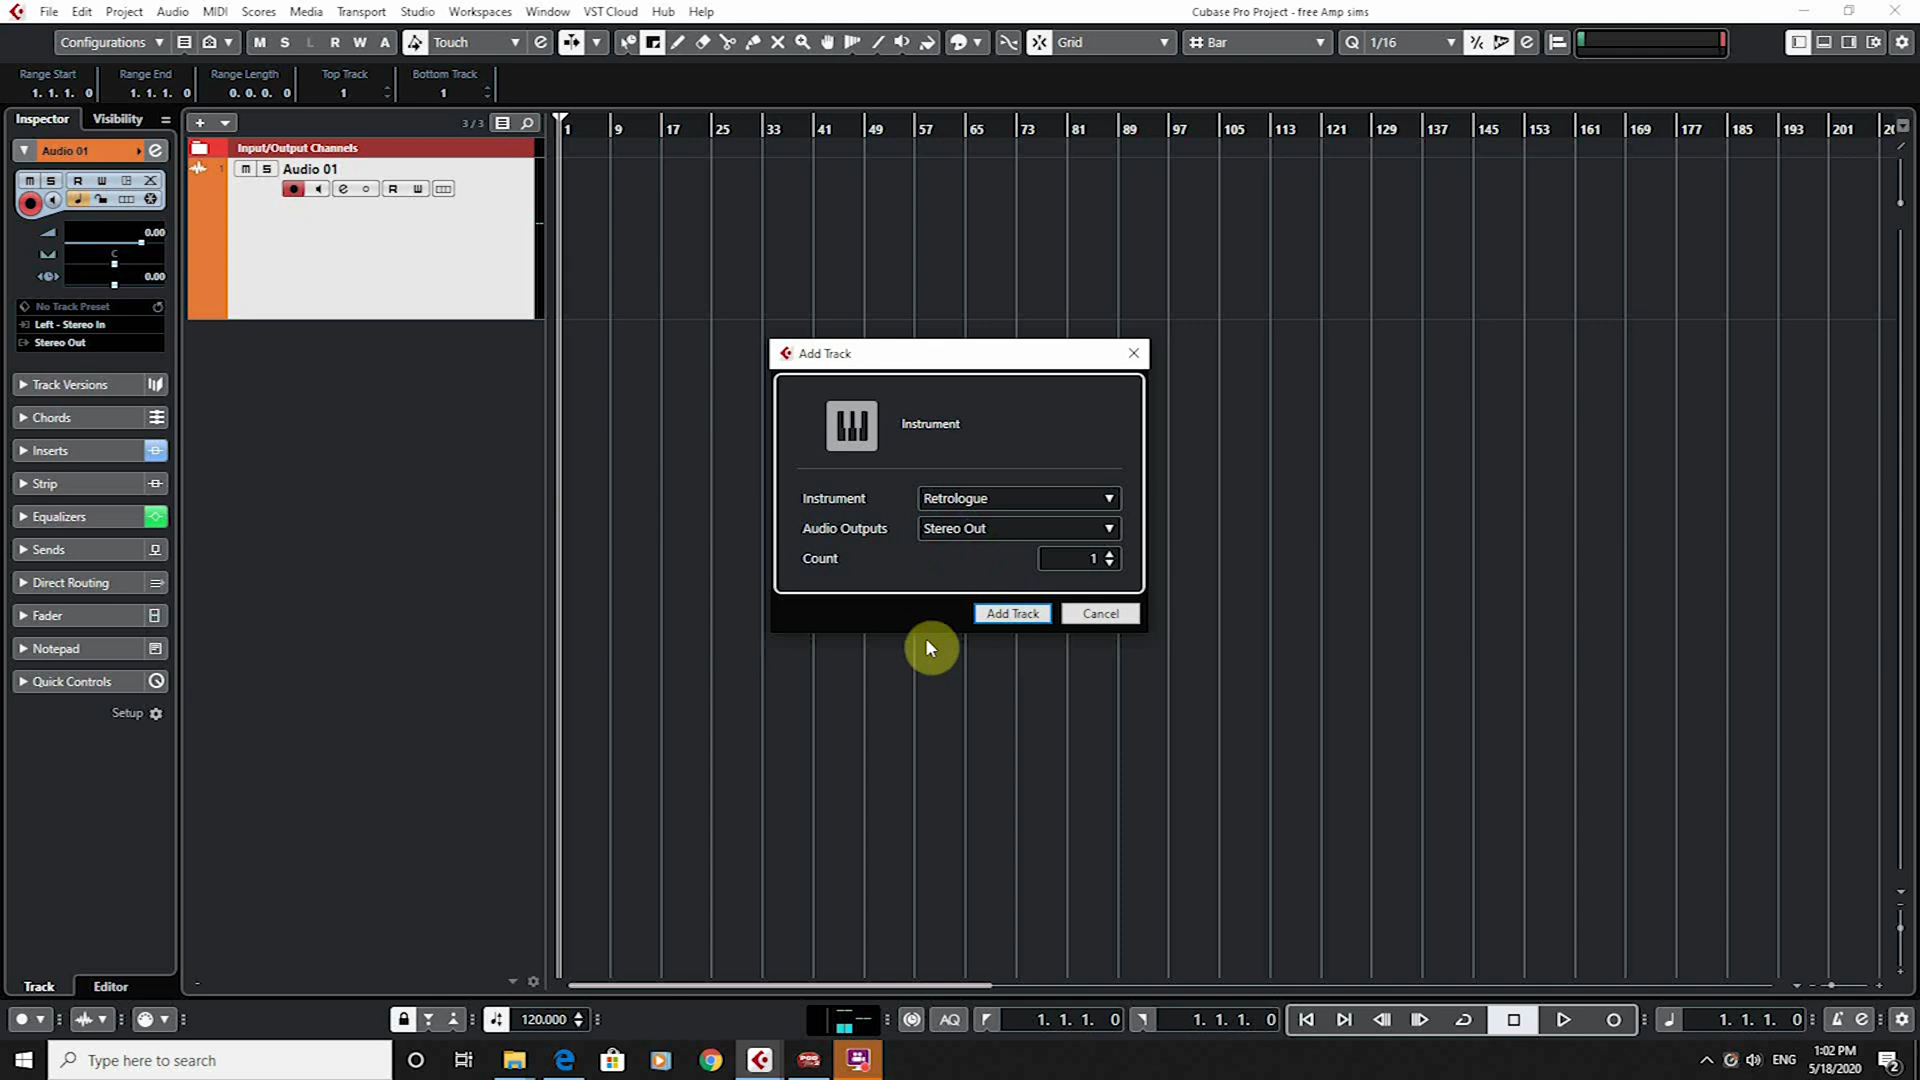 File Edit Project Audio MIDI Scores Media Transport Studio Workspaces Window VST Cloud Hub Help
Cubase Pro Project - free Amp sims
Configurations M S L R W A Touch e Grid # Bar Q 1/16 e
Range Start Range End Range Length Top Track Bottom Track
1. 1. 1. 0 1. 1. 1. 0 0. 0. 0. 0 1 1
Inspector Visibility + 3 / 3
1 9 17 25 33 41 49 57 65 73 81 89 97 105 113 121 129 137 145 153 161 169 177 185 193 201
Audio 01 e
Input/Output Channels
1 m S Audio 01
e R W
m S R W
0.00
C
0.00
No Track Preset
Left - Stereo In
Stereo Out
Track Versions
Chords
Inserts
Strip
Equalizers
Sends
Direct Routing
Fader
Notepad
Quick Controls
Setup
Add Track
Instrument
Instrument Retrologue
Audio Outputs Stereo Out
Count 1
Add Track Cancel
Track Editor
120.000 AQ 1. 1. 1. 0 1. 1. 1. 0 1. 1. 1. 0 e
Type here to search
ENG
1:02 PM
5/18/2020
2